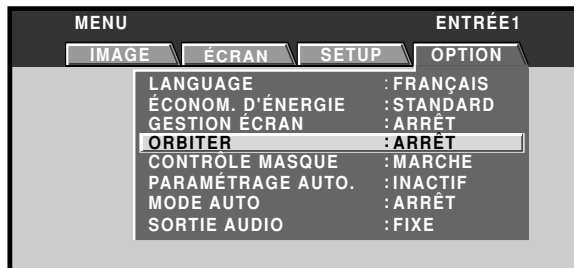 MENU ENTRÉE1
IMAGE ÉCRAN SETUP OPTION
LANGUAGE :FRANÇAIS
ÉCONOM. D'ÉNERGIE :STANDARD
GESTION ÉCRAN :ARRÊT
ORBITER :ARRÊT
CONTRÔLE MASQUE :MARCHE
PARAMÉTRAGE AUTO. :INACTIF
MODE AUTO :ARRÊT
SORTIE AUDIO :FIXE